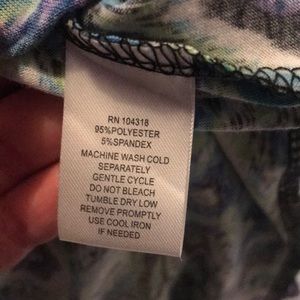 RN 104318
95%POLYESTER
5%SPANDEX
MACHINE WASH COLD
SEPARATELY
GENTLE CYCLE
DO NOT BLEACH
TUMBLE DRY LOW
REMOVE PROMPTLY
USE COOL IRON
IF NEEDED